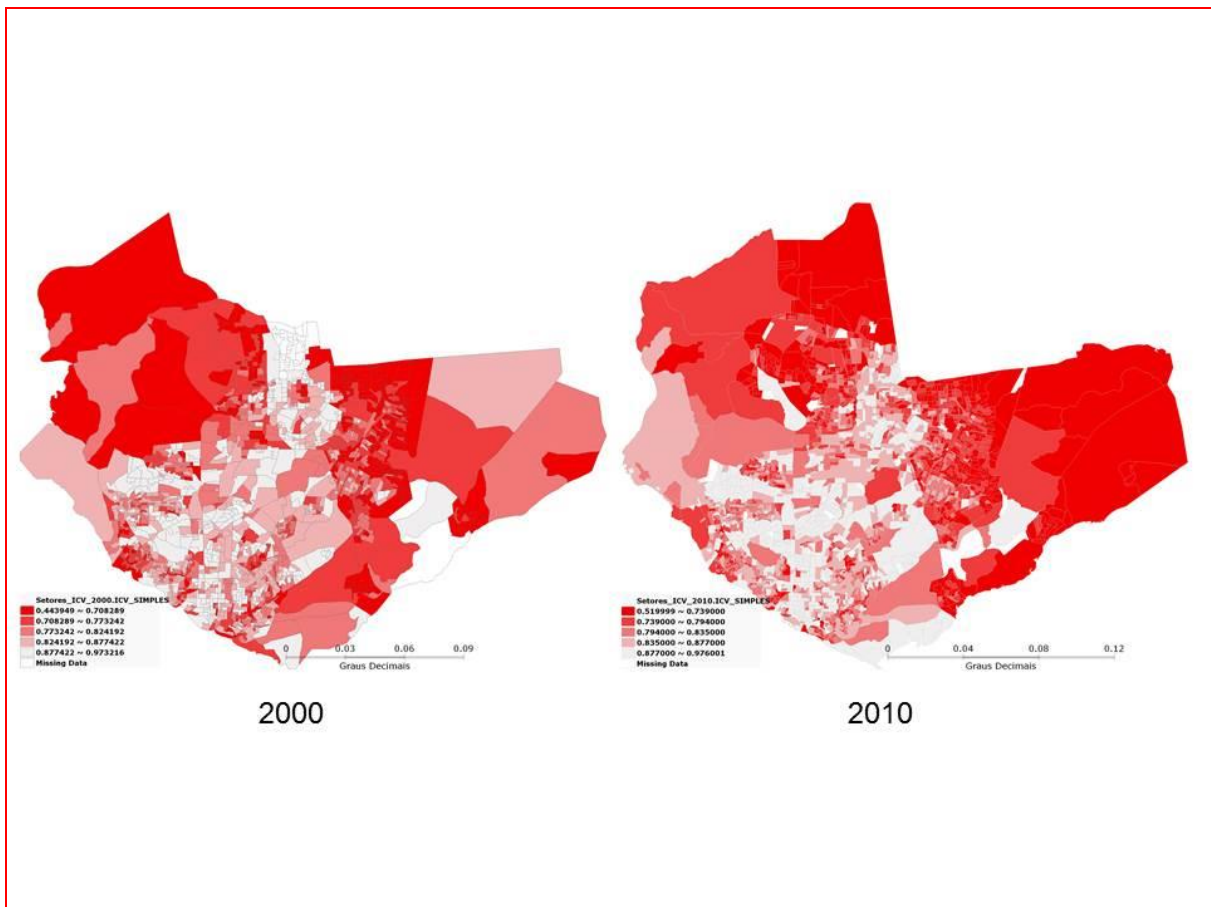 Setores_ICV_2000.ICV_SIMPLES
0.443949 ~ 0.708289
0.708289 ~ 0.773242
0.773242 ~ 0.824192
0.824192 ~ 0.877422
0.877422 ~ 0.973216
Missing Data
0 0.03 0.06 0.09
Graus Decimais
2000
Setores_ICV_2010.ICV_SIMPLES
0.519999 ~ 0.739000
0.739000 ~ 0.794000
0.794000 ~ 0.835000
0.835000 ~ 0.877000
0.877000 ~ 0.976001
Missing Data
0 0.04 0.08 0.12
Graus Decimais
2010